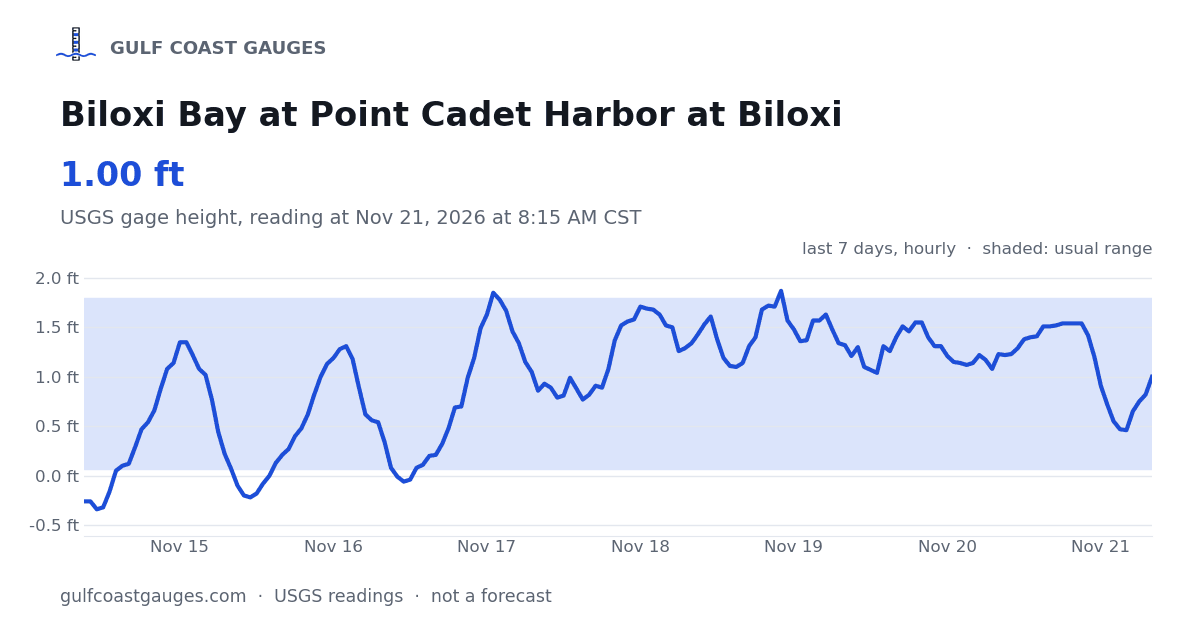 GULF COAST GAUGES
Biloxi Bay at Point Cadet Harbor at Biloxi
1.00 ft
USGS gage height, reading at Nov 21, 2026 at 8:15 AM CST
last 7 days, hourly · shaded: usual range
2.0 ft
1.5 ft
1.0 ft
0.5 ft
0.0 ft
-0.5 ft
Nov 15 Nov 16 Nov 17 Nov 18 Nov 19 Nov 20 Nov 21
gulfcoastgauges.com · USGS readings · not a forecast